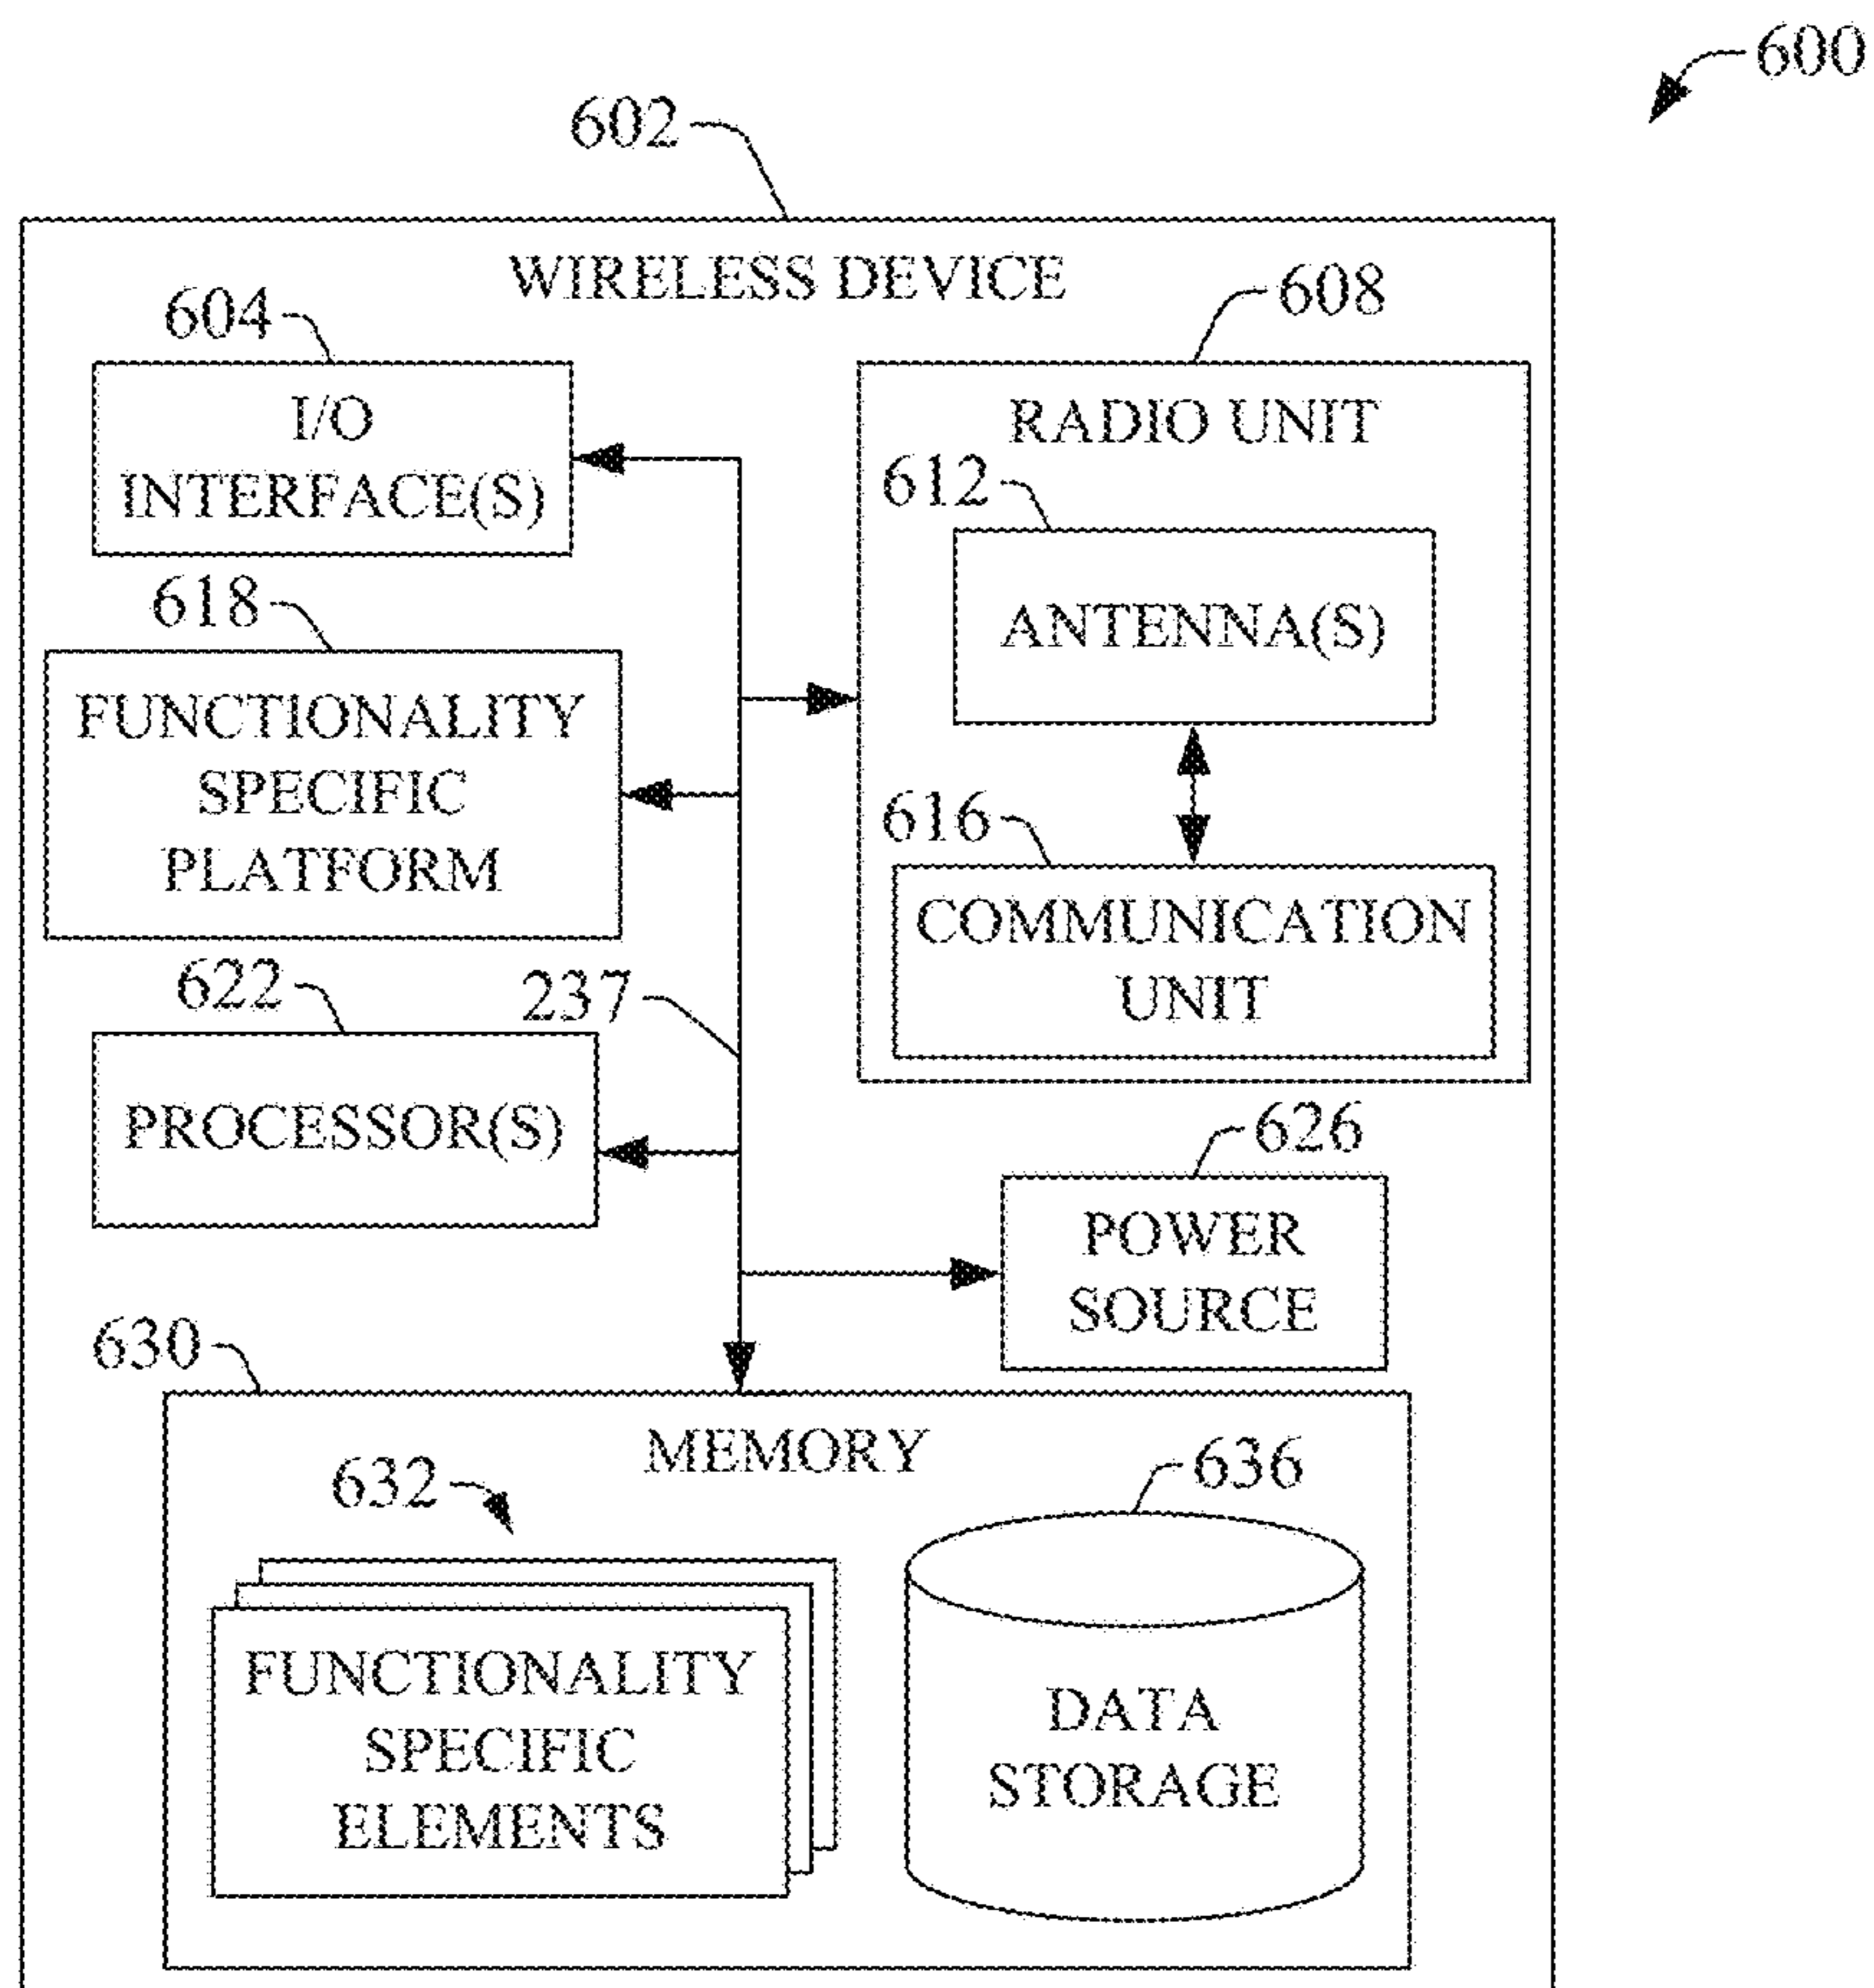 600
602
WIRELESS DEVICE
604
608
I/O
INTERFACE(S)
RADIO UNIT
612
ANTENNA(S)
618
FUNCTIONALITY
SPECIFIC
PLATFORM
616
COMMUNICATION
UNIT
622
237
PROCESSOR(S)
626
POWER
SOURCE
630
MEMORY
632
636
FUNCTIONALITY
SPECIFIC
ELEMENTS
DATA
STORAGE